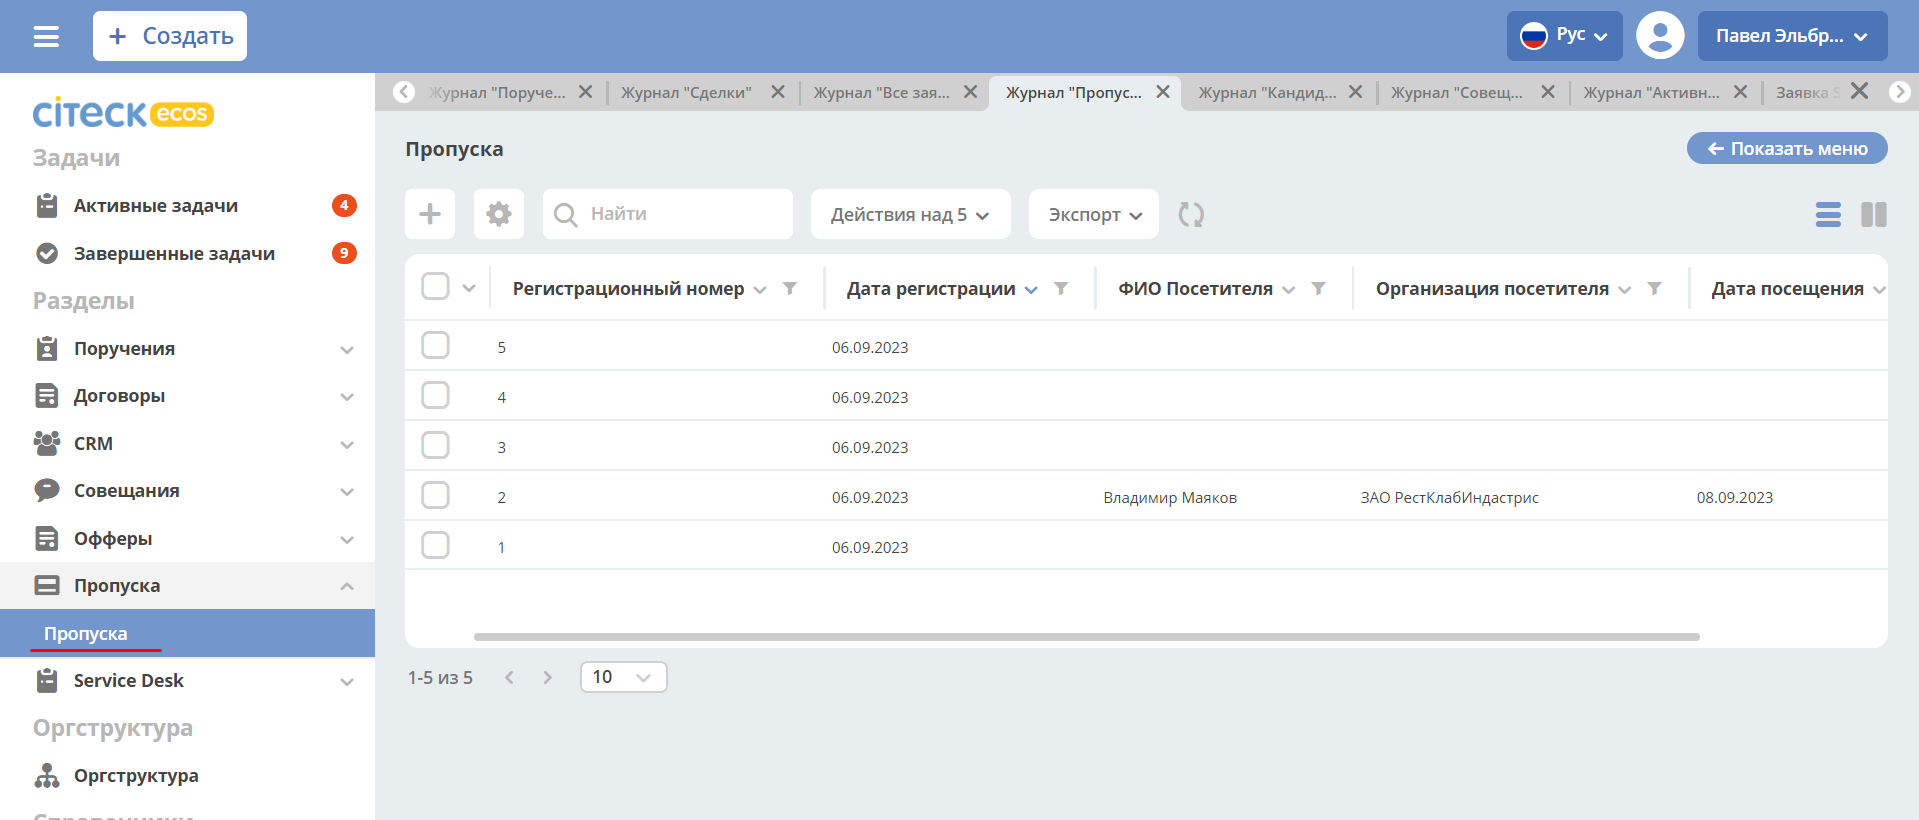 + Создать
Рус
Павел Эльбр...
Журнал "Поруче...
Журнал "Сделки"
Журнал "Все зая...
Журнал "Пропус...
Журнал "Кандид...
Журнал "Совещ...
Журнал "Активн...
Заявка S
CiTECK ecos
Задачи
Активные задачи 4
Завершенные задачи 9
Разделы
Поручения
Договоры
CRM
Совещания
Офферы
Пропуска
Пропуска
Service Desk
Оргструктура
Оргструктура
Справочники
Пропуска
Показать меню
Найти
Действия над 5
Экспорт
Регистрационный номер Дата регистрации ФИО Посетителя Организация посетителя Дата посещения
5 06.09.2023
4 06.09.2023
3 06.09.2023
2 06.09.2023 Владимир Маяков ЗАО РестКлабИндастрис 08.09.2023
1 06.09.2023
1-5 из 5
10